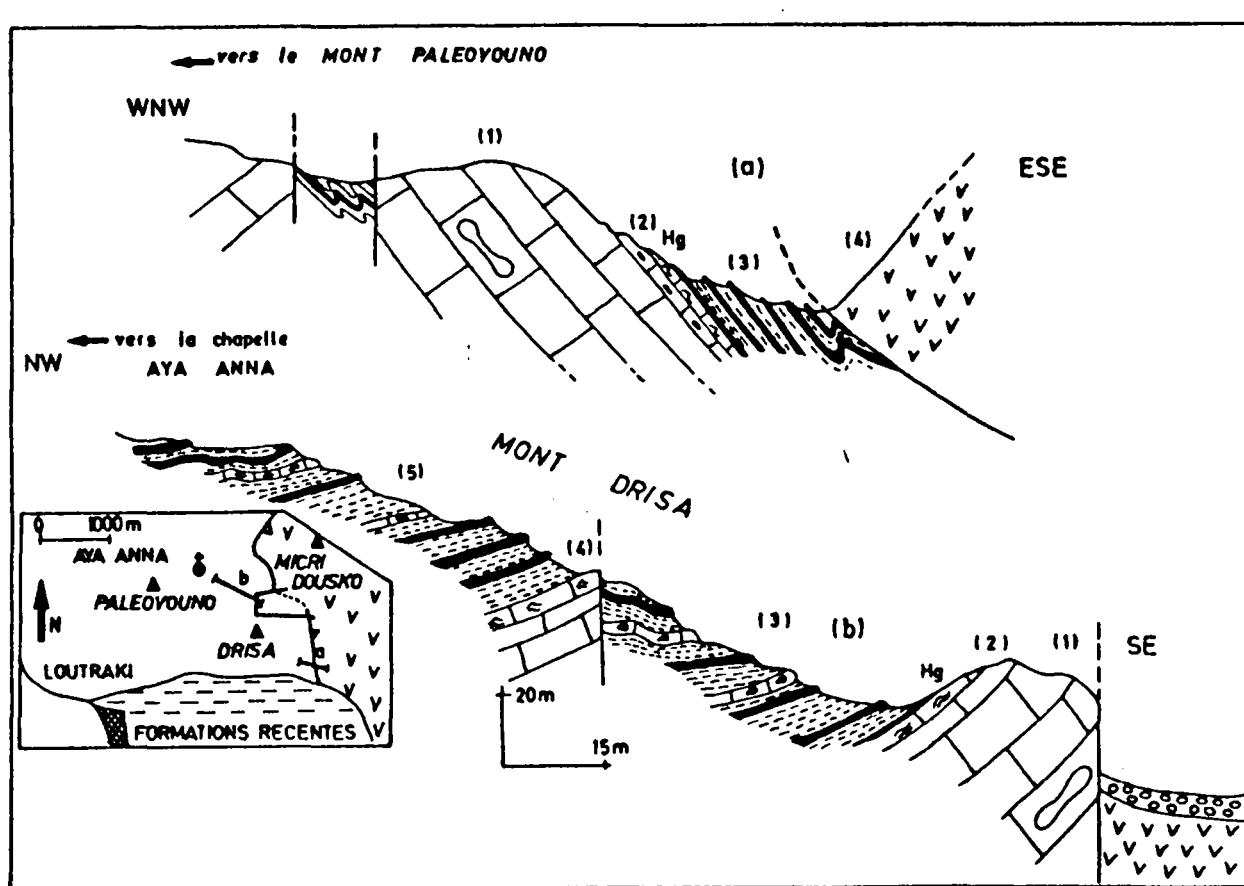 vers le MONT PALEOYOUNO
WNW
(1)
(a)
ESE
(2)
Hg
(3)
(4)
NW
vers la chapelle
AYA ANNA
MONT DRISA
(5)
(4)
(3)
(b)
(2)
(1)
SE
Hg
20m
15m
0 1000m
AYA ANNA
b
MICRI
DOUSKO
PALEOYOUNO
N
DRISA
a
LOUTRAKI
FORMATIONS RECENTES